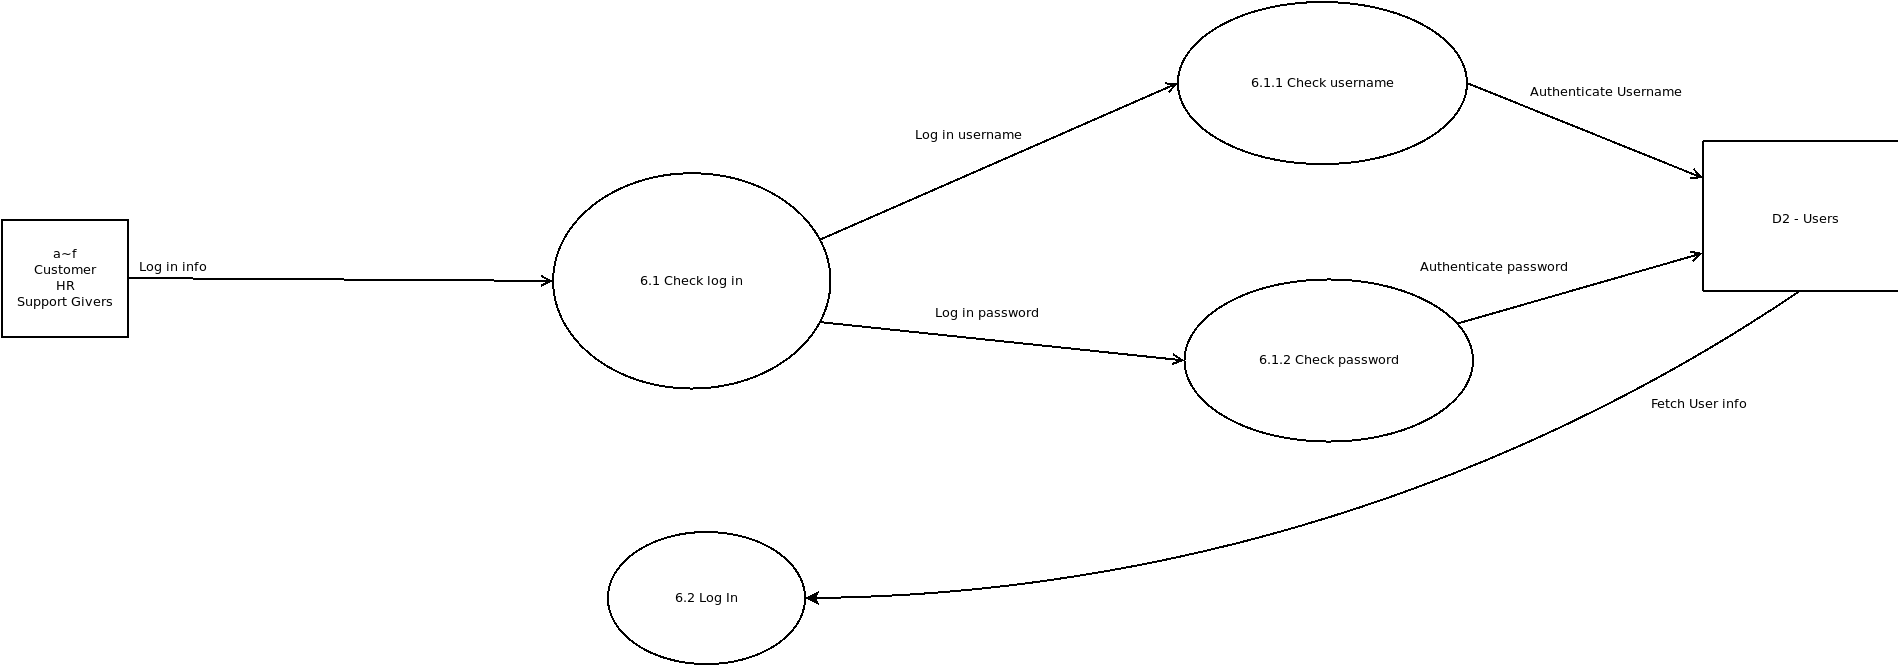 a~f
Customer
HR
Support Givers
Log in info
6.1 Check log in
Log in username
Log in password
6.1.1 Check username
6.1.2 Check password
Authenticate Username
Authenticate password
D2 - Users
Fetch User info
6.2 Log In